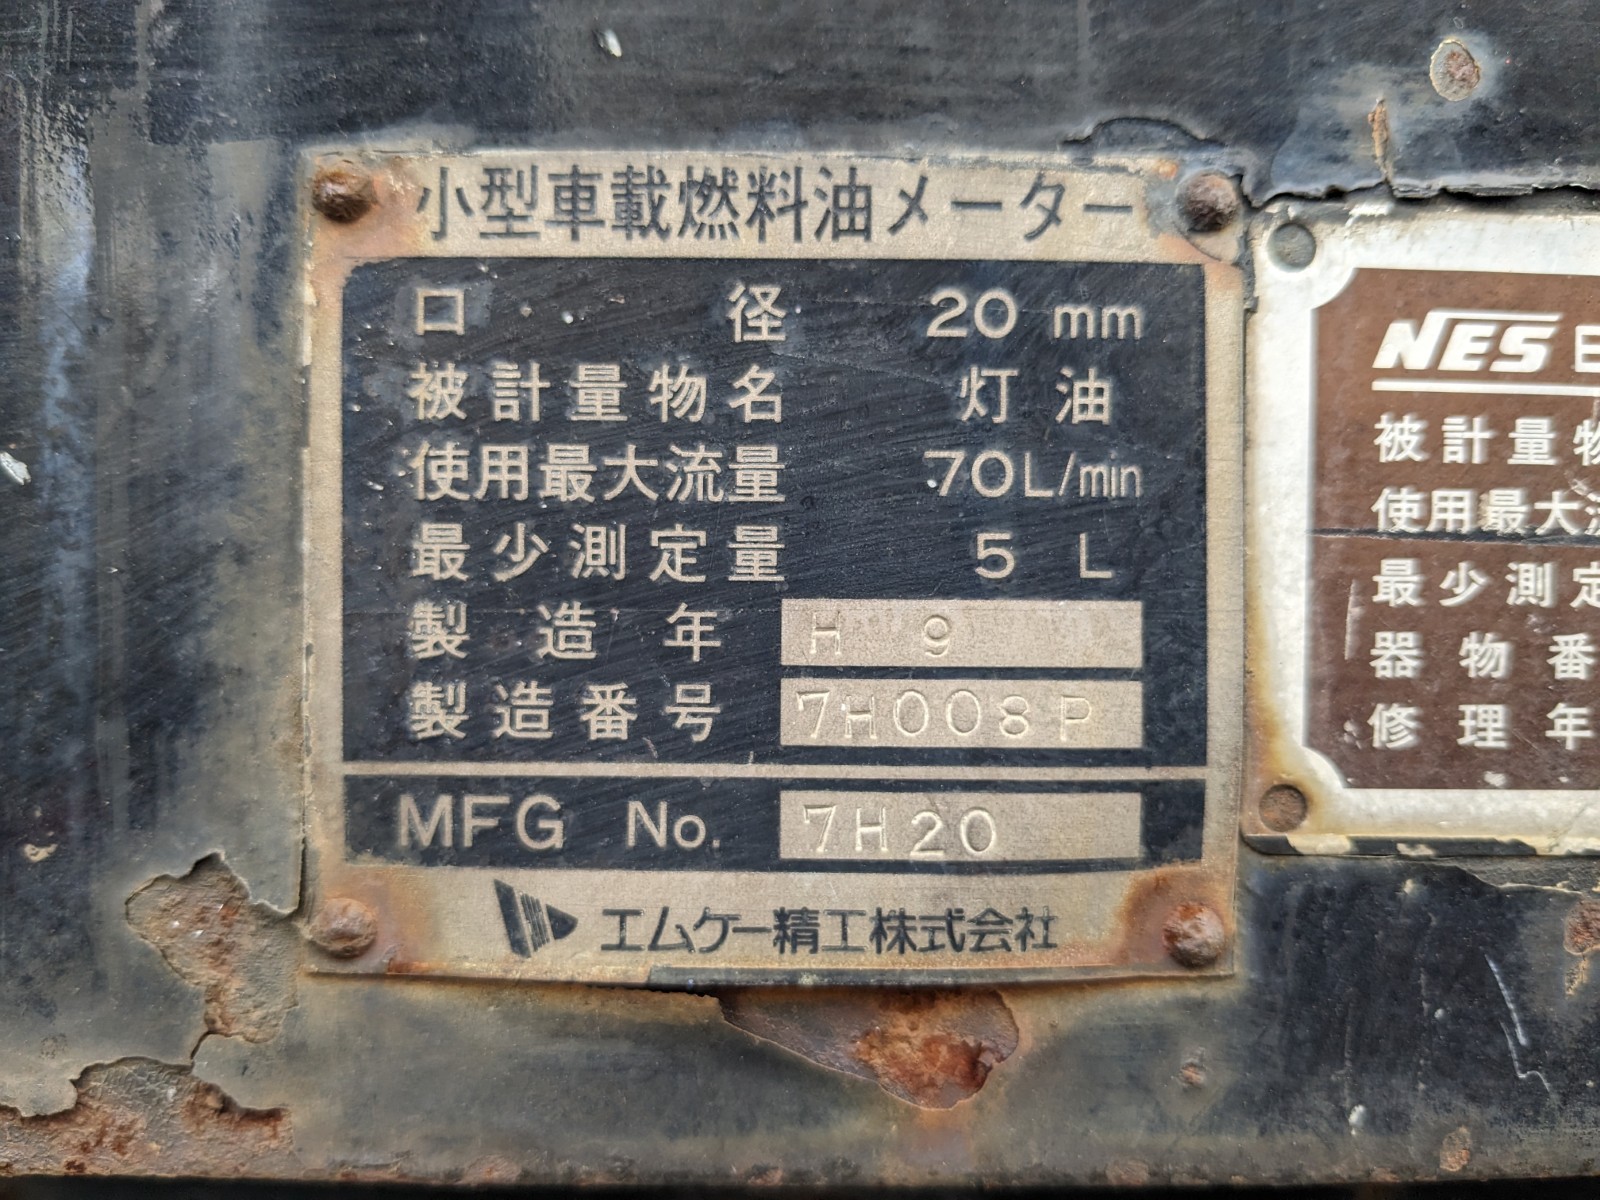 小型車載燃料油メーター
口 径 20 mm
被計量物名 灯油
使用最大流量 70L/min
最少測定量 5 L
製造年 H 9
製造番号 7H008P
MFG No. 7H20
エムケー精工株式会社
NES
被計量物
使用最大流
最少測定
器物番
修理年